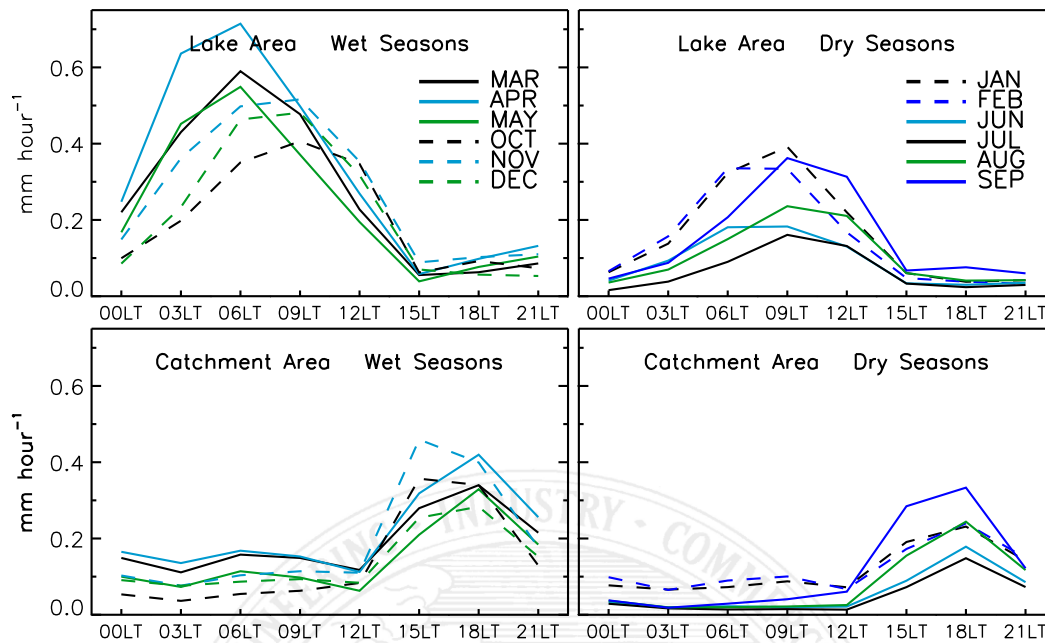 Lake Area Wet Seasons
MAR
APR
MAY
OCT
NOV
DEC
mm hour⁻¹
0.6
0.4
0.2
0.0
00LT 03LT 06LT 09LT 12LT 15LT 18LT 21LT
Lake Area Dry Seasons
JAN
FEB
JUN
JUL
AUG
SEP
00LT 03LT 06LT 09LT 12LT 15LT 18LT 21LT
Catchment Area Wet Seasons
mm hour⁻¹
0.6
0.4
0.2
0.0
00LT 03LT 06LT 09LT 12LT 15LT 18LT 21LT
Catchment Area Dry Seasons
00LT 03LT 06LT 09LT 12LT 15LT 18LT 21LT
INDUSTRY ·